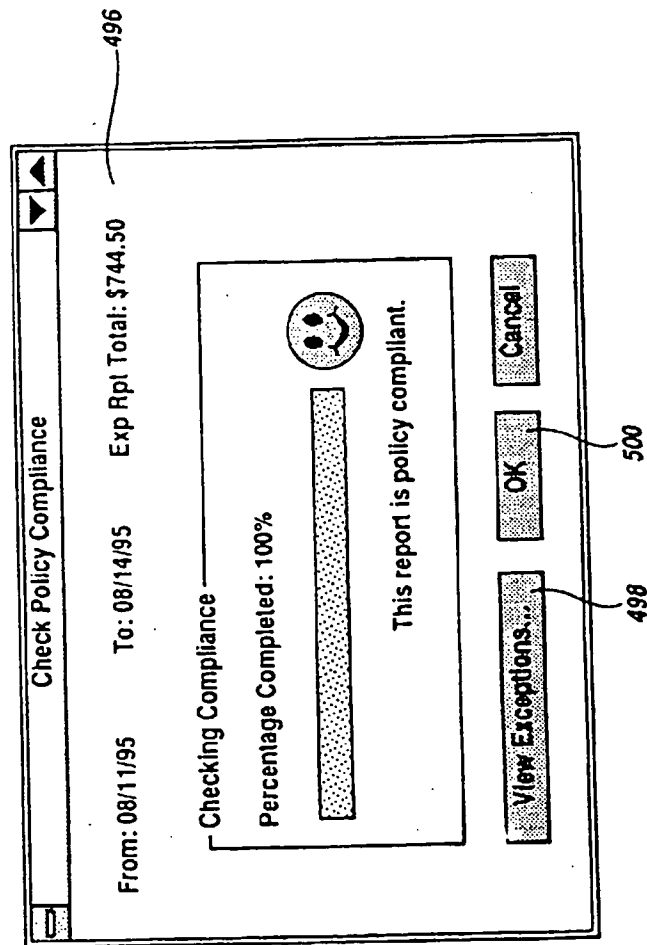 Check Policy Compliance
From: 08/11/95 To: 08/14/95 Exp Rpt Total: $744.50
496
Checking Compliance
Percentage Completed: 100%
This report is policy compliant.
View Exceptions... OK Cancel
498 500